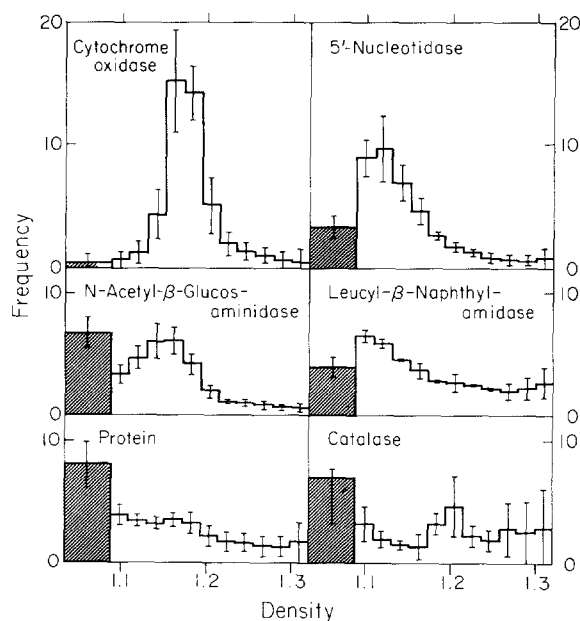 20
Cytochrome
oxidase
10
0
5'-Nucleotidase
20
10
0
Frequency
N-Acetyl-β-Glucos-
aminidase
10
0
Leucyl-β-Naphthyl-
amidase
10
0
Protein
10
0
Catalase
10
0
1.1 1.2 1.3 1.1 1.2 1.3
Density